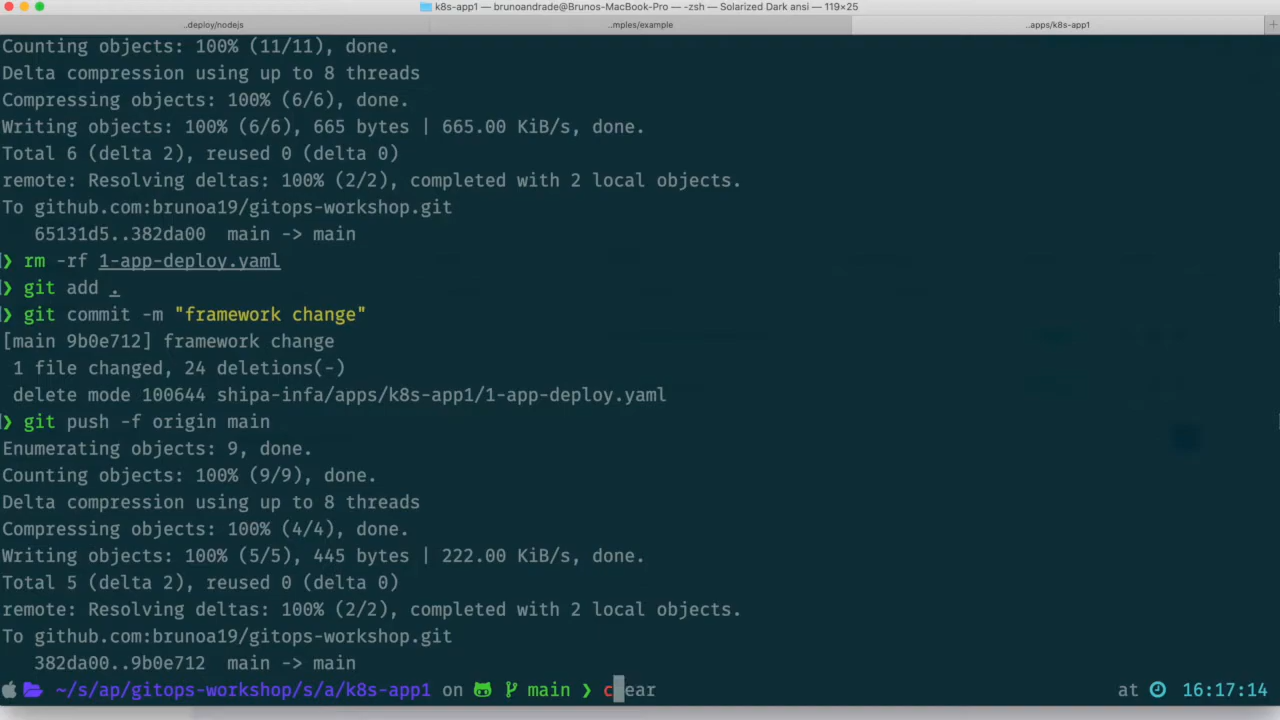 k8s-app1 — brunoandrade@Brunos-MacBook-Pro — -zsh — Solarized Dark ansi — 119×25
..deploy/nodejs
...mples/example
..apps/k8s-app1
+
Counting objects: 100% (11/11), done.
Delta compression using up to 8 threads
Compressing objects: 100% (6/6), done.
Writing objects: 100% (6/6), 665 bytes | 665.00 KiB/s, done.
Total 6 (delta 2), reused 0 (delta 0)
remote: Resolving deltas: 100% (2/2), completed with 2 local objects.
To github.com:brunoa19/gitops-workshop.git
   65131d5..382da00  main -> main
❯ rm -rf 1-app-deploy.yaml
❯ git add .
❯ git commit -m "framework change"
[main 9b0e712] framework change
 1 file changed, 24 deletions(-)
 delete mode 100644 shipa-infa/apps/k8s-app1/1-app-deploy.yaml
❯ git push -f origin main
Enumerating objects: 9, done.
Counting objects: 100% (9/9), done.
Delta compression using up to 8 threads
Compressing objects: 100% (4/4), done.
Writing objects: 100% (5/5), 445 bytes | 222.00 KiB/s, done.
Total 5 (delta 2), reused 0 (delta 0)
remote: Resolving deltas: 100% (2/2), completed with 2 local objects.
To github.com:brunoa19/gitops-workshop.git
   382da00..9b0e712  main -> main
~/s/ap/gitops-workshop/s/a/k8s-app1 on main ❯ c ear at 16:17:14